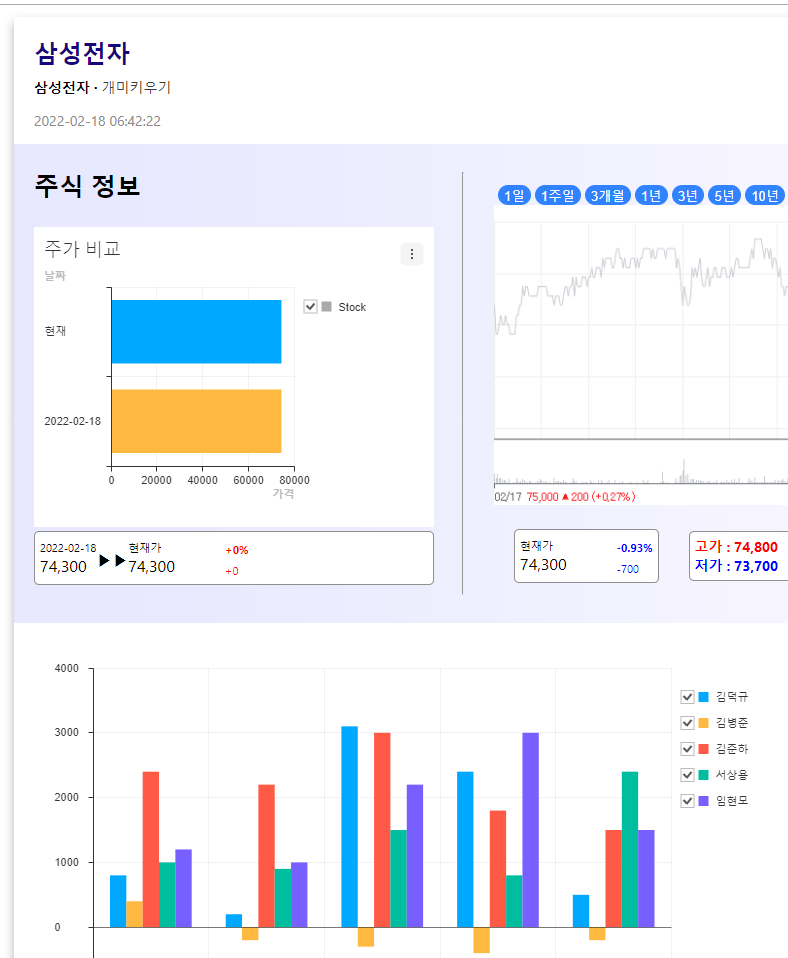 삼성전자
삼성전자 · 개미키우기
2022-02-18 06:42:22
주식 정보
주가 비교
날짜
현재
2022-02-18
0 20000 40000 60000 80000
가격
Stock
2022-02-18 현재가 +0%
74,300 ▶ ▶ 74,300 +0
1일 1주일 3개월 1년 3년 5년 10년
02/17 75,000 ▲ 200 (+0.27%)
현재가 -0.93%
74,300 -700
고가 : 74,800
저가 : 73,700
4000
3000
2000
1000
0
김덕규
김병준
김준하
서상용
임현모